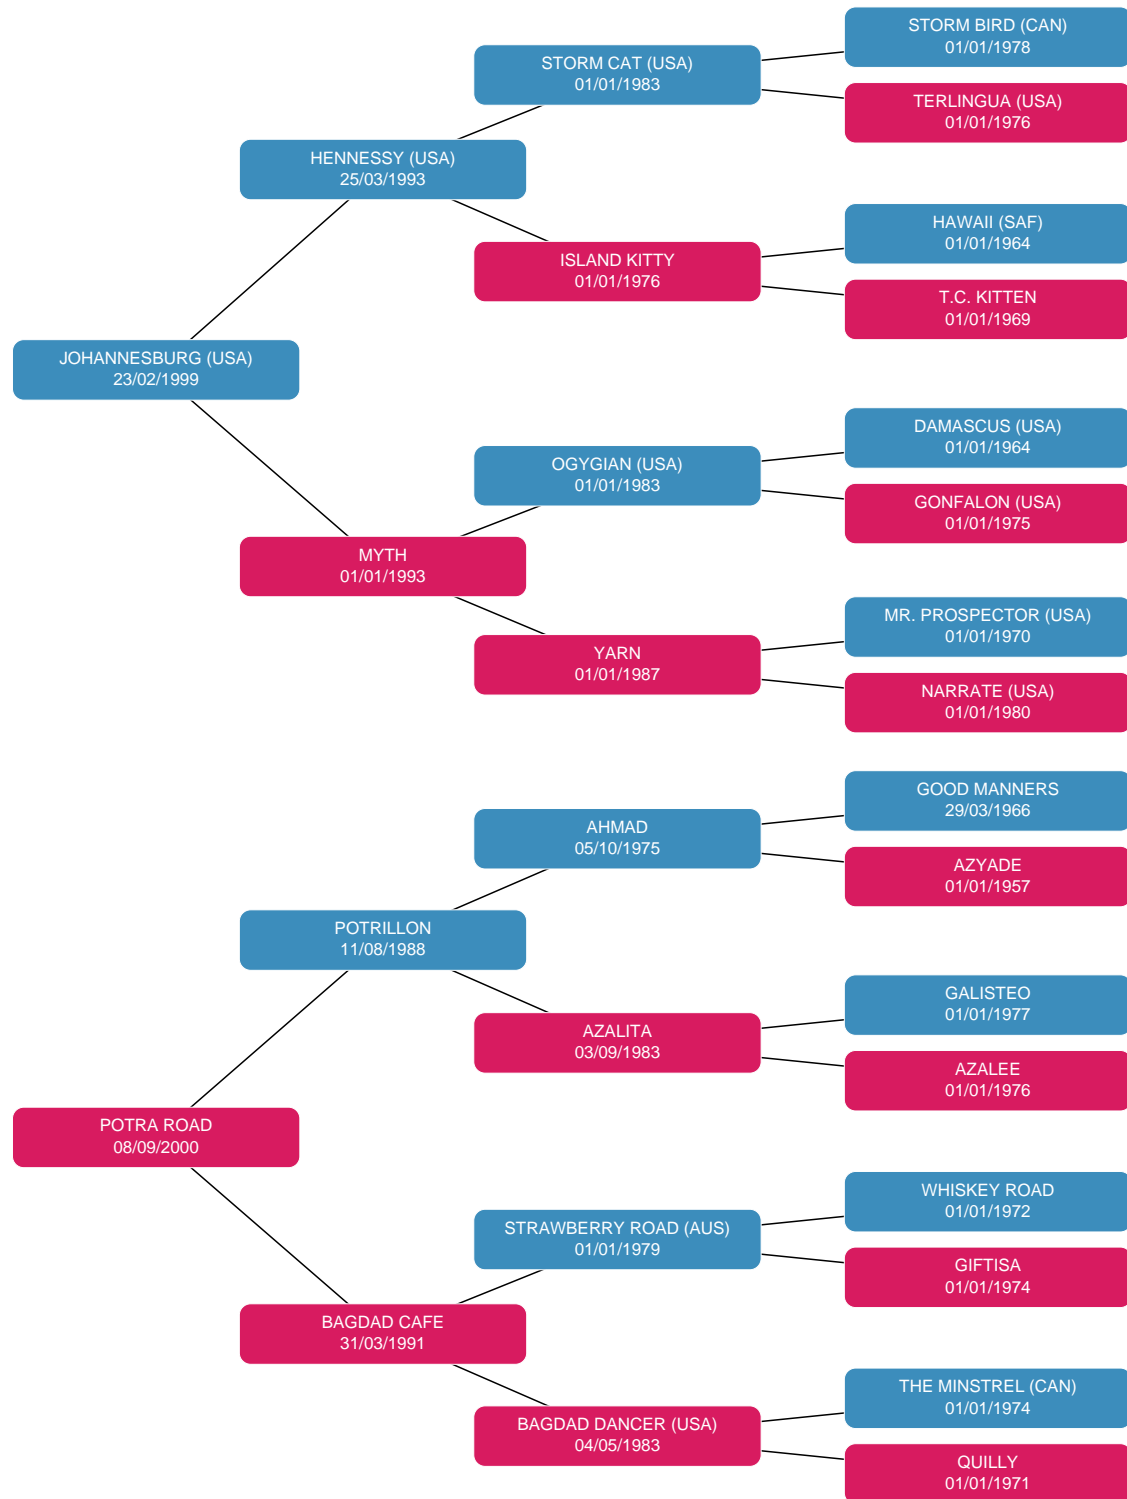 STORM BIRD (CAN)
01/01/1978
STORM CAT (USA)
01/01/1983
TERLINGUA (USA)
01/01/1976
HENNESSY (USA)
25/03/1993
HAWAII (SAF)
01/01/1964
ISLAND KITTY
01/01/1976
T.C. KITTEN
01/01/1969
JOHANNESBURG (USA)
23/02/1999
DAMASCUS (USA)
01/01/1964
OGYGIAN (USA)
01/01/1983
GONFALON (USA)
01/01/1975
MYTH
01/01/1993
MR. PROSPECTOR (USA)
01/01/1970
YARN
01/01/1987
NARRATE (USA)
01/01/1980
GOOD MANNERS
29/03/1966
AHMAD
05/10/1975
AZYADE
01/01/1957
POTRILLON
11/08/1988
GALISTEO
01/01/1977
AZALITA
03/09/1983
AZALEE
01/01/1976
POTRA ROAD
08/09/2000
WHISKEY ROAD
01/01/1972
STRAWBERRY ROAD (AUS)
01/01/1979
GIFTISA
01/01/1974
BAGDAD CAFE
31/03/1991
THE MINSTREL (CAN)
01/01/1974
BAGDAD DANCER (USA)
04/05/1983
QUILLY
01/01/1971